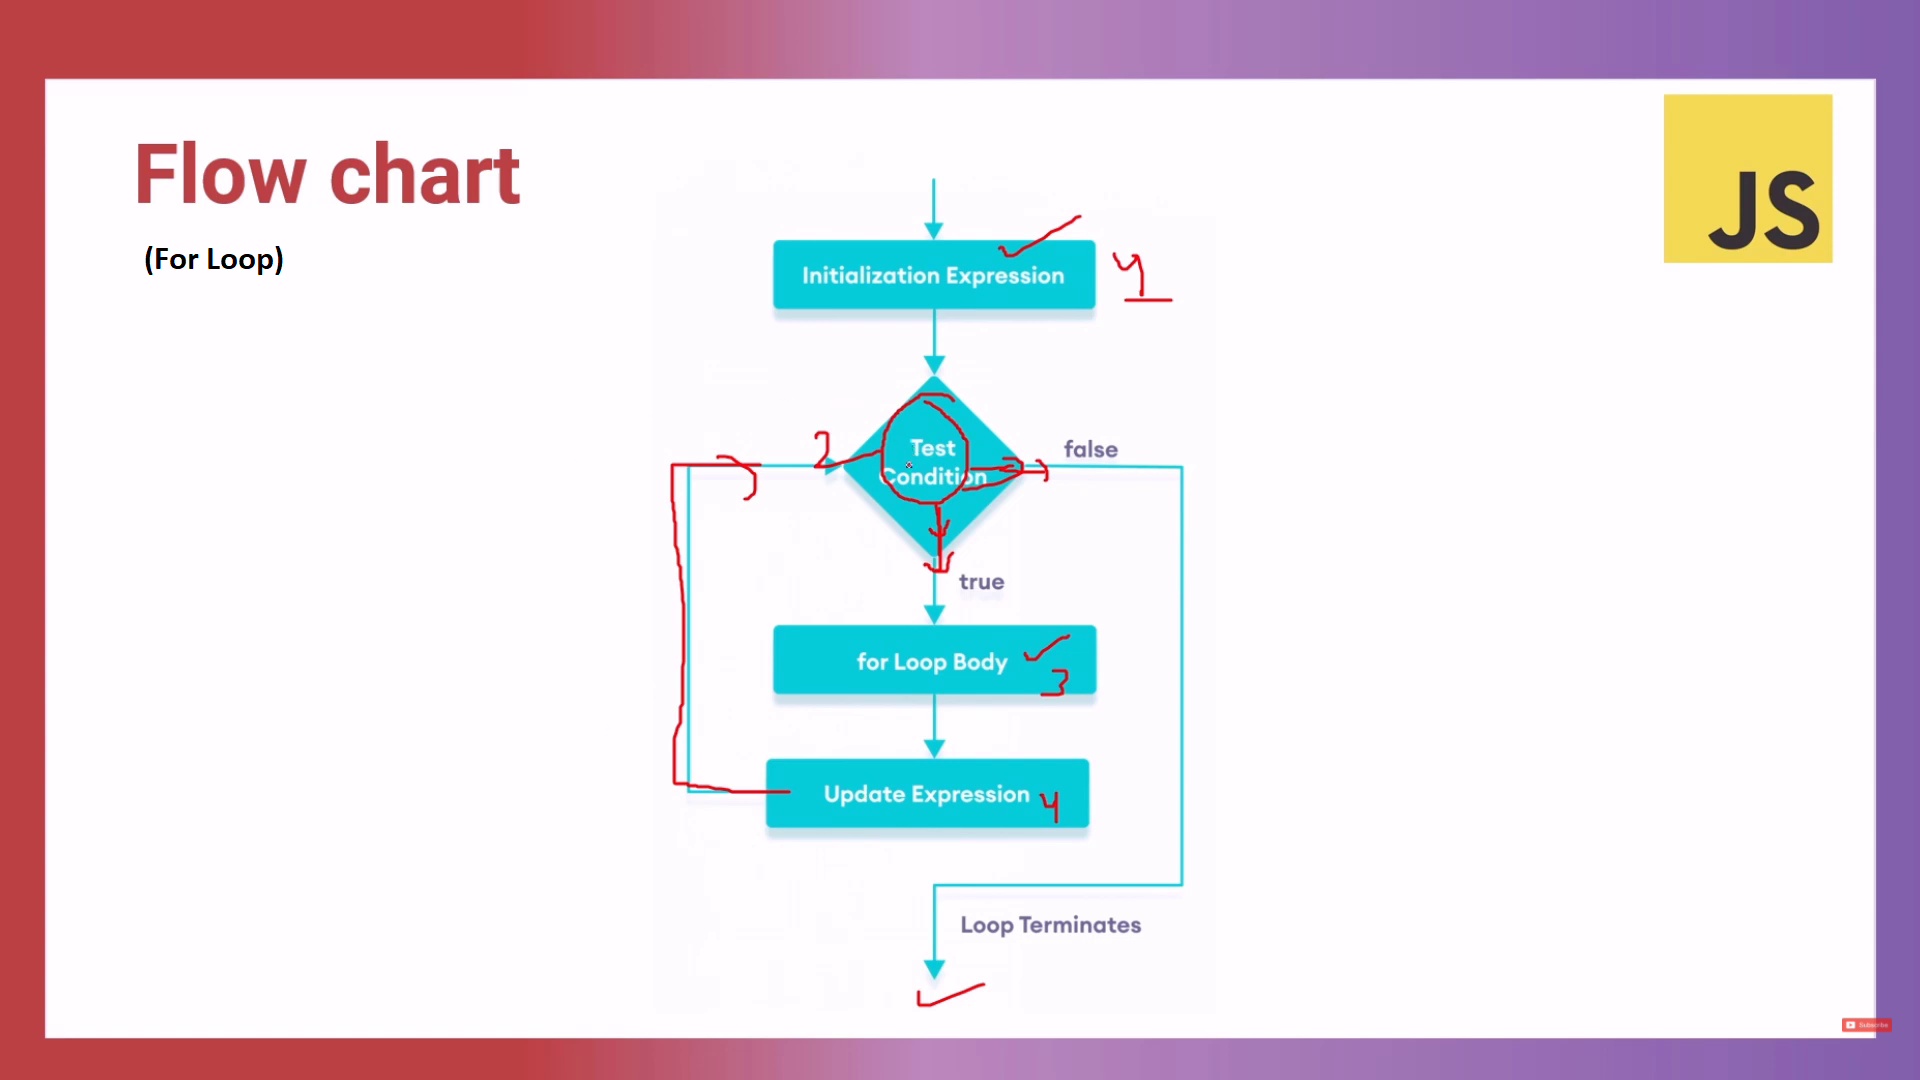 Flow chart
JS
(For Loop)
Initialization Expression
1
Test
Condition
2
false
true
for Loop Body
3
Update Expression 4
Loop Terminates
Subscribe